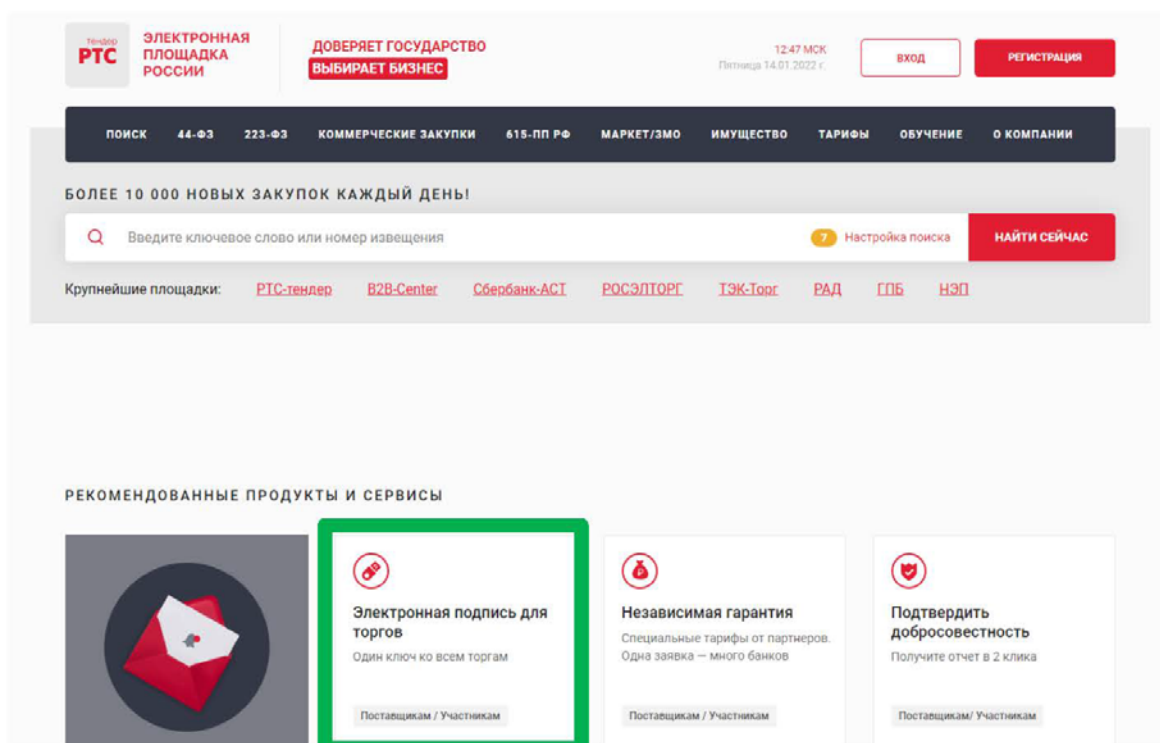 тендер
РТС
ЭЛЕКТРОННАЯ
ПЛОЩАДКА
РОССИИ
ДОВЕРЯЕТ ГОСУДАРСТВО
ВЫБИРАЕТ БИЗНЕС
12:47 МСК
Пятница 14.01.2022 г.
ВХОД
РЕГИСТРАЦИЯ
ПОИСК 44-ФЗ 223-ФЗ КОММЕРЧЕСКИЕ ЗАКУПКИ 615-ПП РФ МАРКЕТ/ЗМО ИМУЩЕСТВО ТАРИФЫ ОБУЧЕНИЕ О КОМПАНИИ
БОЛЕЕ 10 000 НОВЫХ ЗАКУПОК КАЖДЫЙ ДЕНЬ!
Введите ключевое слово или номер извещения 7 Настройка поиска НАЙТИ СЕЙЧАС
Крупнейшие площадки: РТС-тендер B2B-Center Сбербанк-АСТ РОСЭЛТОРГ ТЭК-Торг РАД ГПБ НЭП
РЕКОМЕНДОВАННЫЕ ПРОДУКТЫ И СЕРВИСЫ
Электронная подпись для
торгов
Один ключ ко всем торгам
Поставщикам / Участникам
Независимая гарантия
Специальные тарифы от партнеров.
Одна заявка — много банков
Поставщикам / Участникам
Подтвердить
добросовестность
Получите отчет в 2 клика
Поставщикам/ Участникам